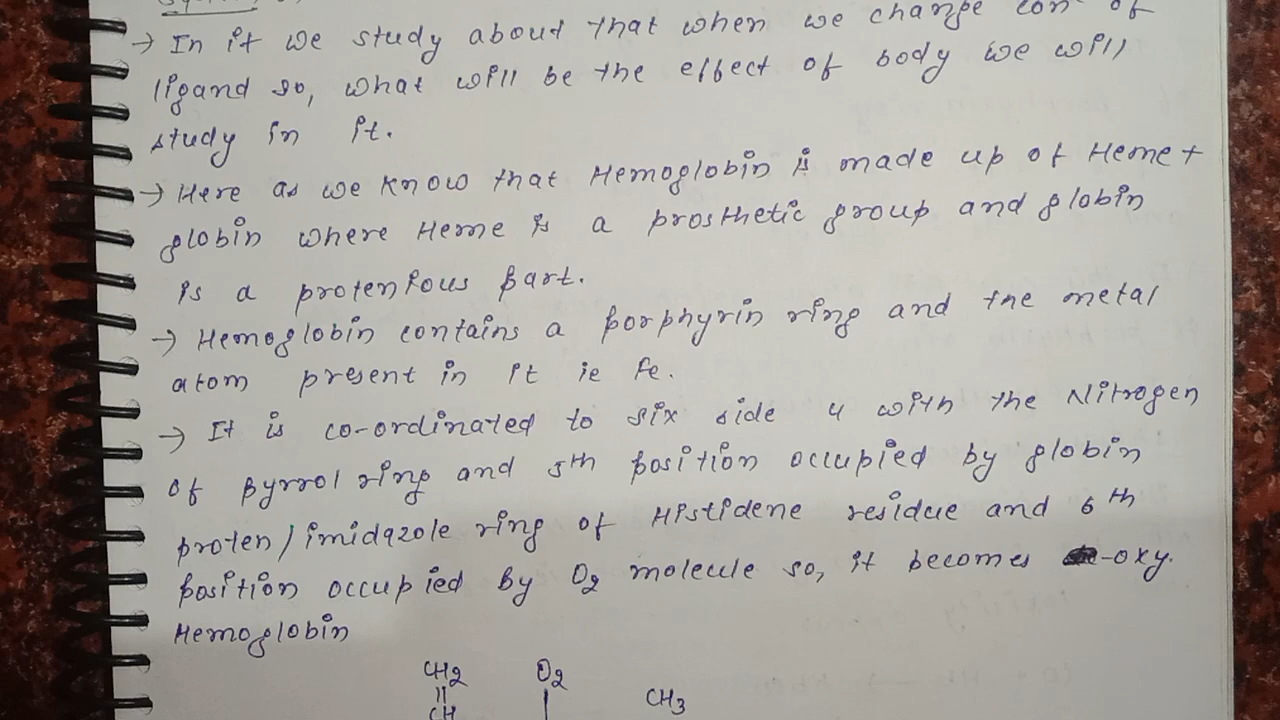 → In it we study about that when we change con. of
ligand so, what will be the effect of body we will
study in it.
→ Here as we know that Hemoglobin is made up of Heme +
globin where Heme is a prosthetic group and globin
is a protenious part.
→ Hemoglobin contains a porphyrin ring and the metal
atom present in it ie Fe.
→ It is co-ordinated to six side 4 with the Nitrogen
of pyrrol ring and 5th position occupied by globin
proten/imidazole ring of Histidene residue and 6th
position occupied by O2 molecule so, it becomes -oxy.
Hemoglobin
CH2 O2
CH CH3